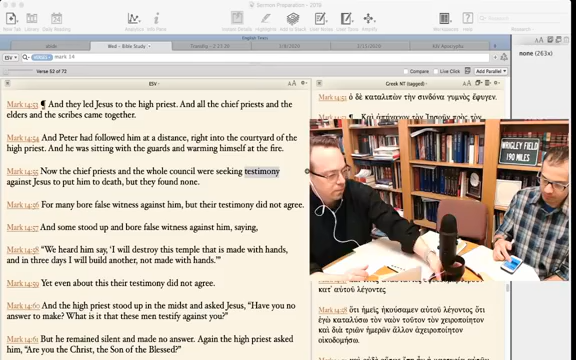 Sermon Preparation - 2019
English Texts
Wed - Bible Study
mark 14
ESV
Verse 52 of 72
Compare
Live Click
Add Parallel
none (263x)
ESV
Greek NT (tagged)
Mark 14:53 ¶ And they led Jesus to the high priest. And all the chief priests and the
elders and the scribes came together.
Mark 14:54 And Peter had followed him at a distance, right into the courtyard of the
high priest. And he was sitting with the guards and warming himself at the fire.
Mark 14:55 Now the chief priests and the whole council were seeking testimony
against Jesus to put him to death, but they found none.
Mark 14:56 For many bore false witness against him, but their testimony did not agree.
Mark 14:57 And some stood up and bore false witness against him, saying,
Mark 14:58 “We heard him say, ‘I will destroy this temple that is made with hands,
and in three days I will build another, not made with hands.’”
Mark 14:59 Yet even about this their testimony did not agree.
Mark 14:60 And the high priest stood up in the midst and asked Jesus, “Have you no
answer to make? What is it that these men testify against you?”
Mark 14:61 But he remained silent and made no answer. Again the high priest asked
him, “Are you the Christ, the Son of the Blessed?”
ὁ δὲ καταλιπὼν τὴν σινδόνα γυμνὸς ἔφυγεν.
WRIGLEY FIELD
190 MILES
κατ’ αὐτοῦ λέγοντες
ὅτι ἡμεῖς ἠκούσαμεν αὐτοῦ λέγοντος ὅτι
ἐγὼ καταλύσω τὸν ναὸν τοῦτον τὸν χειροποίητον
καὶ διὰ τριῶν ἡμερῶν ἄλλον ἀχειροποίητον
οἰκοδομήσω.